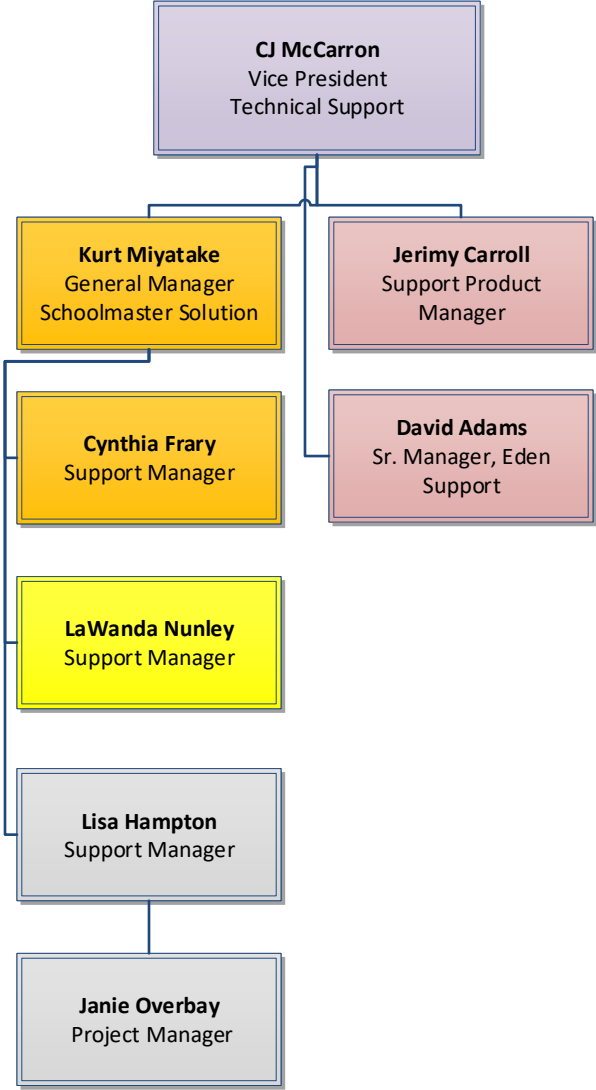 CJ McCarron
Vice President
Technical Support
Kurt Miyatake
General Manager
Schoolmaster Solution
Jerimy Carroll
Support Product
Manager
Cynthia Frary
Support Manager
David Adams
Sr. Manager, Eden
Support
LaWanda Nunley
Support Manager
Lisa Hampton
Support Manager
Janie Overbay
Project Manager